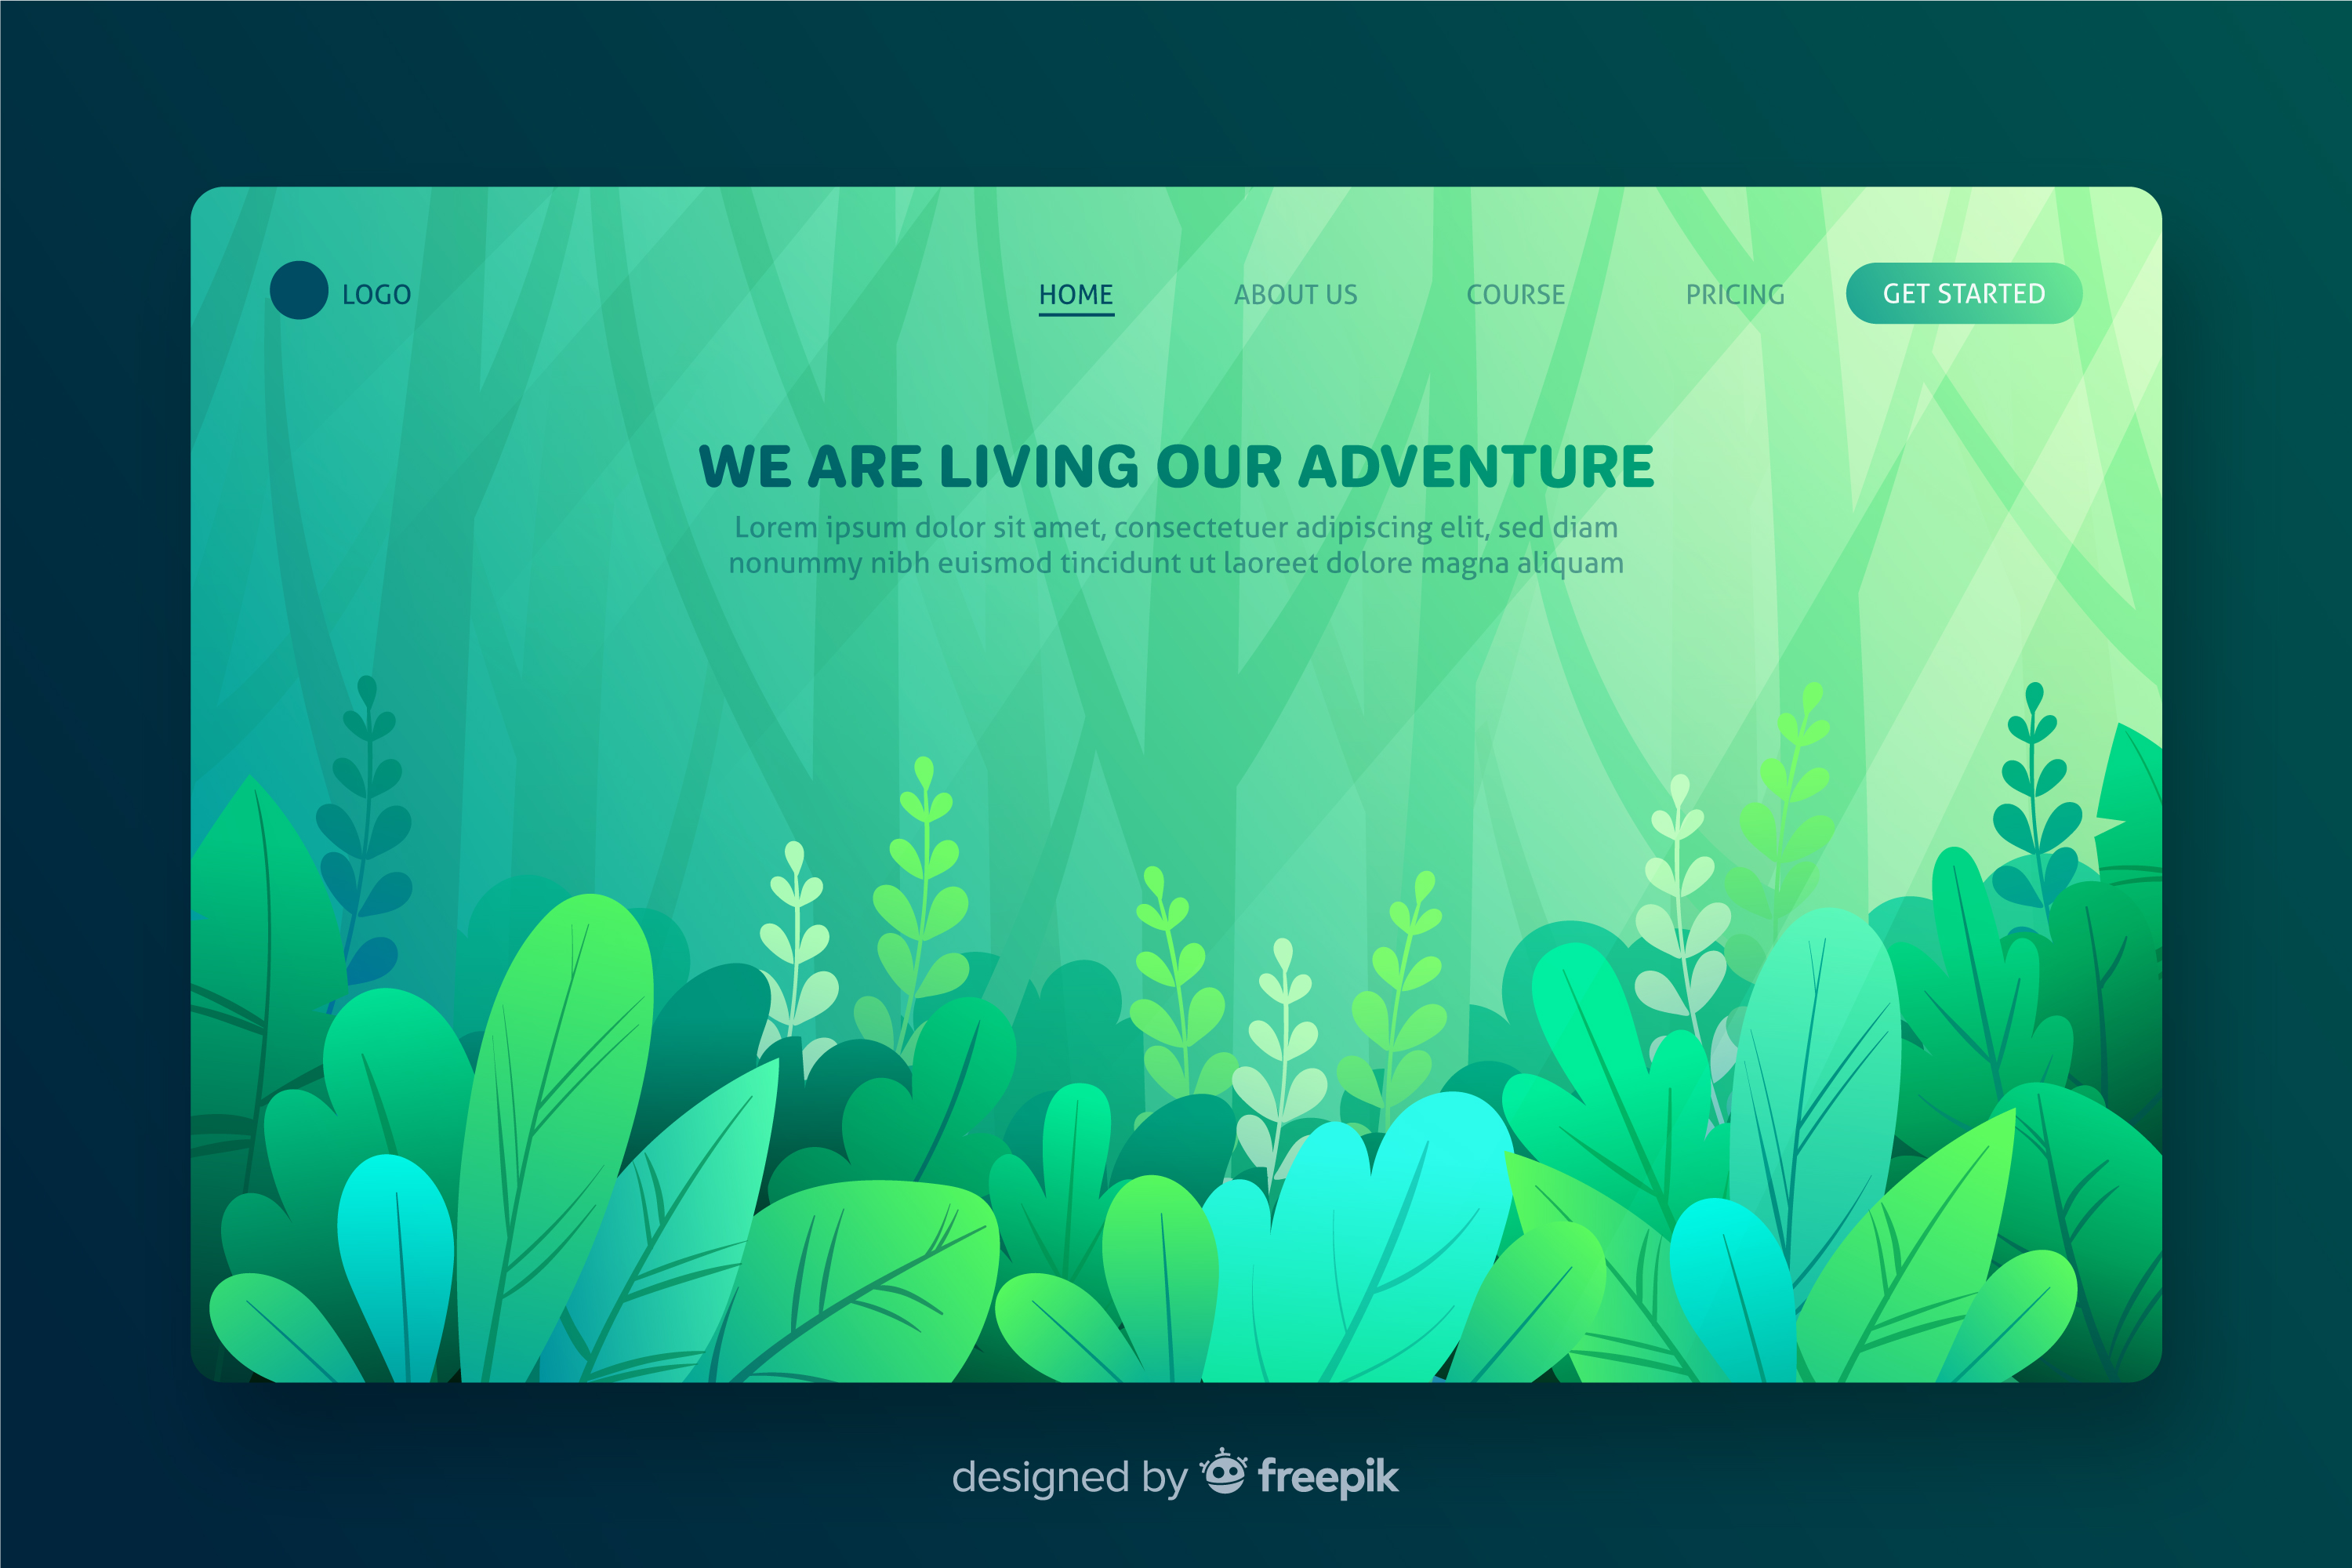 LOGO
HOME
ABOUT US
COURSE
PRICING
GET STARTED
WE ARE LIVING OUR ADVENTURE
Lorem ipsum dolor sit amet, consectetuer adipiscing elit, sed diam
nonummy nibh euismod tincidunt ut laoreet dolore magna aliquam
designed by freepik